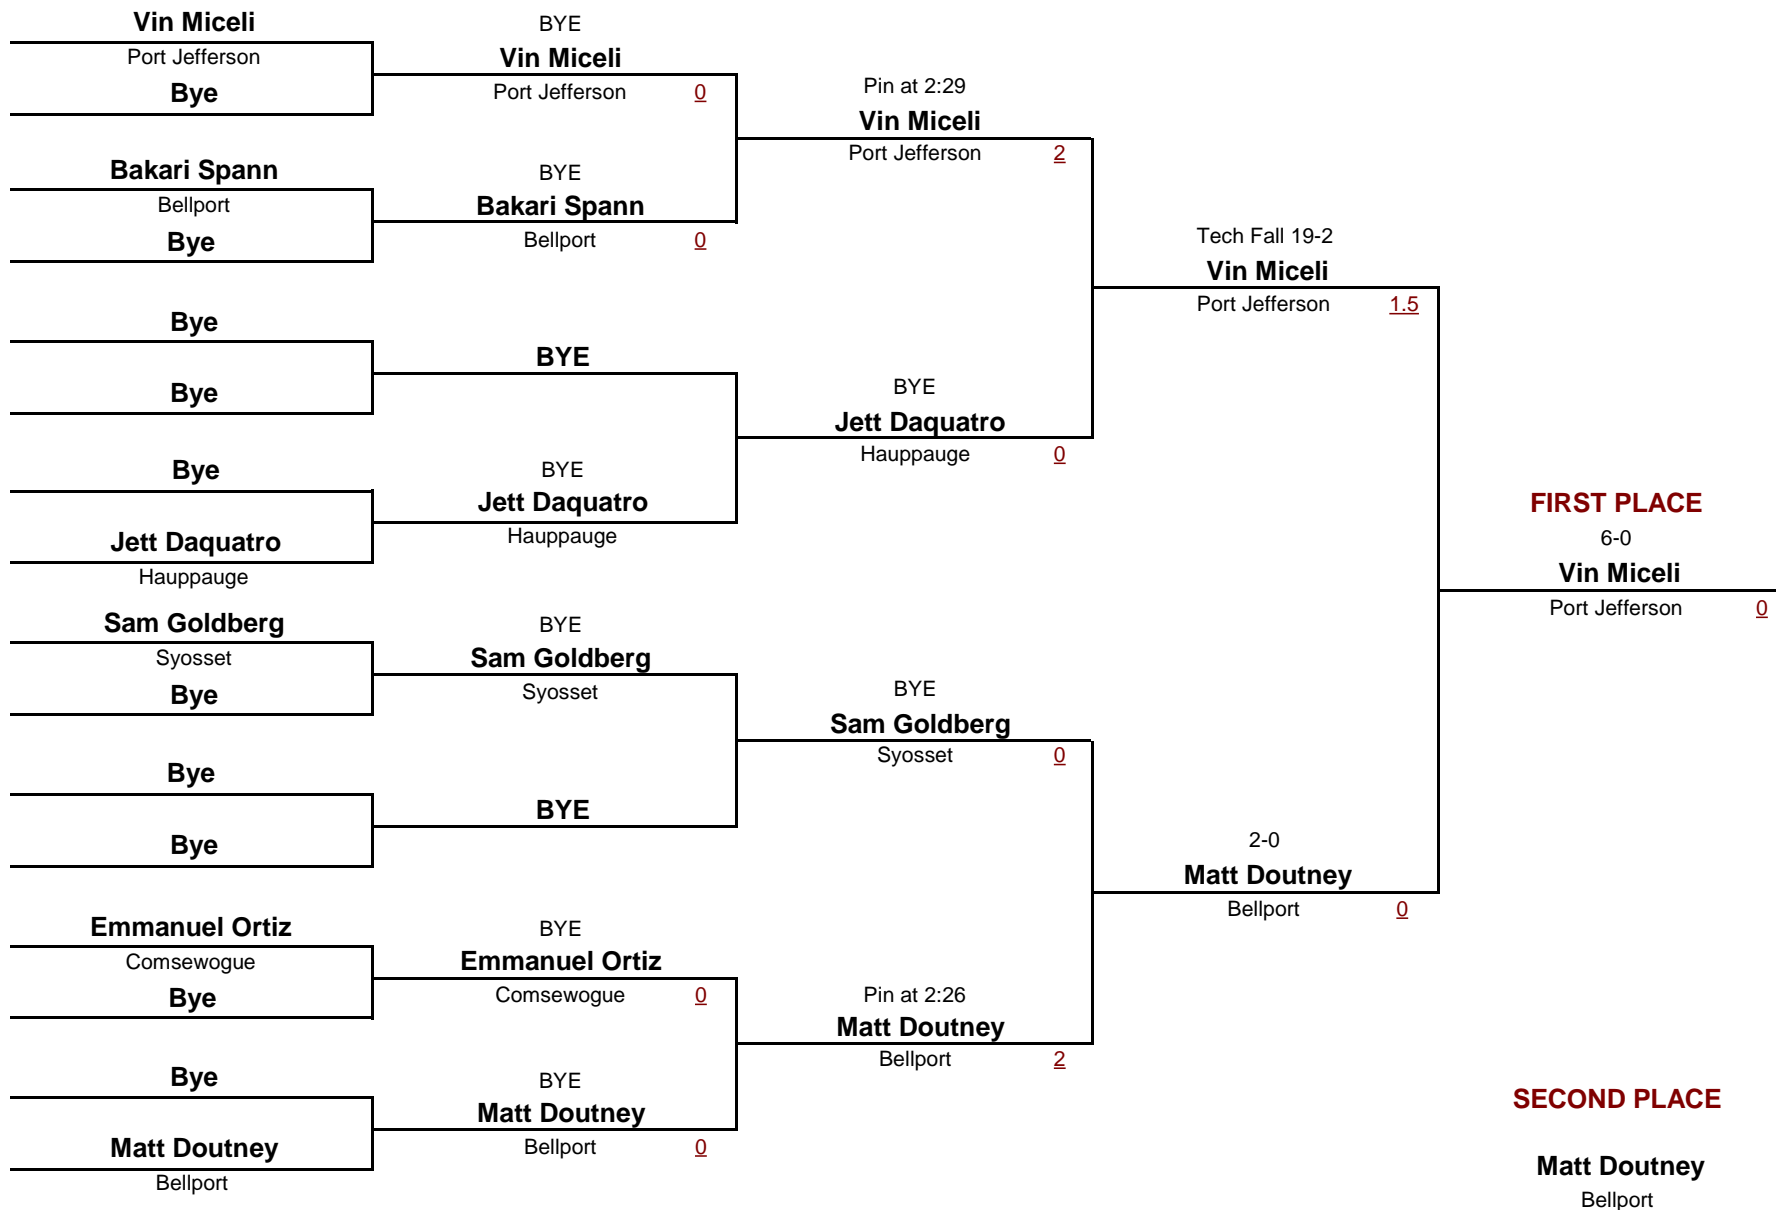 Vin Miceli
Port Jefferson
Bye
Bakari Spann
Bellport
Bye
Bye
Bye
Bye
Jett Daquatro
Hauppauge
Sam Goldberg
Syosset
Bye
Bye
Bye
Emmanuel Ortiz
Comsewogue
Bye
Bye
Matt Doutney
Bellport
BYE
Vin Miceli
Port Jefferson 0
BYE
Bakari Spann
Bellport 0
BYE
BYE
Jett Daquatro
Hauppauge
BYE
Sam Goldberg
Syosset
BYE
BYE
Emmanuel Ortiz
Comsewogue 0
BYE
Matt Doutney
Bellport 0
Pin at 2:29
Vin Miceli
Port Jefferson 2
BYE
Jett Daquatro
Hauppauge 0
BYE
Sam Goldberg
Syosset 0
Pin at 2:26
Matt Doutney
Bellport 2
Tech Fall 19-2
Vin Miceli
Port Jefferson 1.5
2-0
Matt Doutney
Bellport 0
FIRST PLACE
6-0
Vin Miceli
Port Jefferson 0
SECOND PLACE
Matt Doutney
Bellport